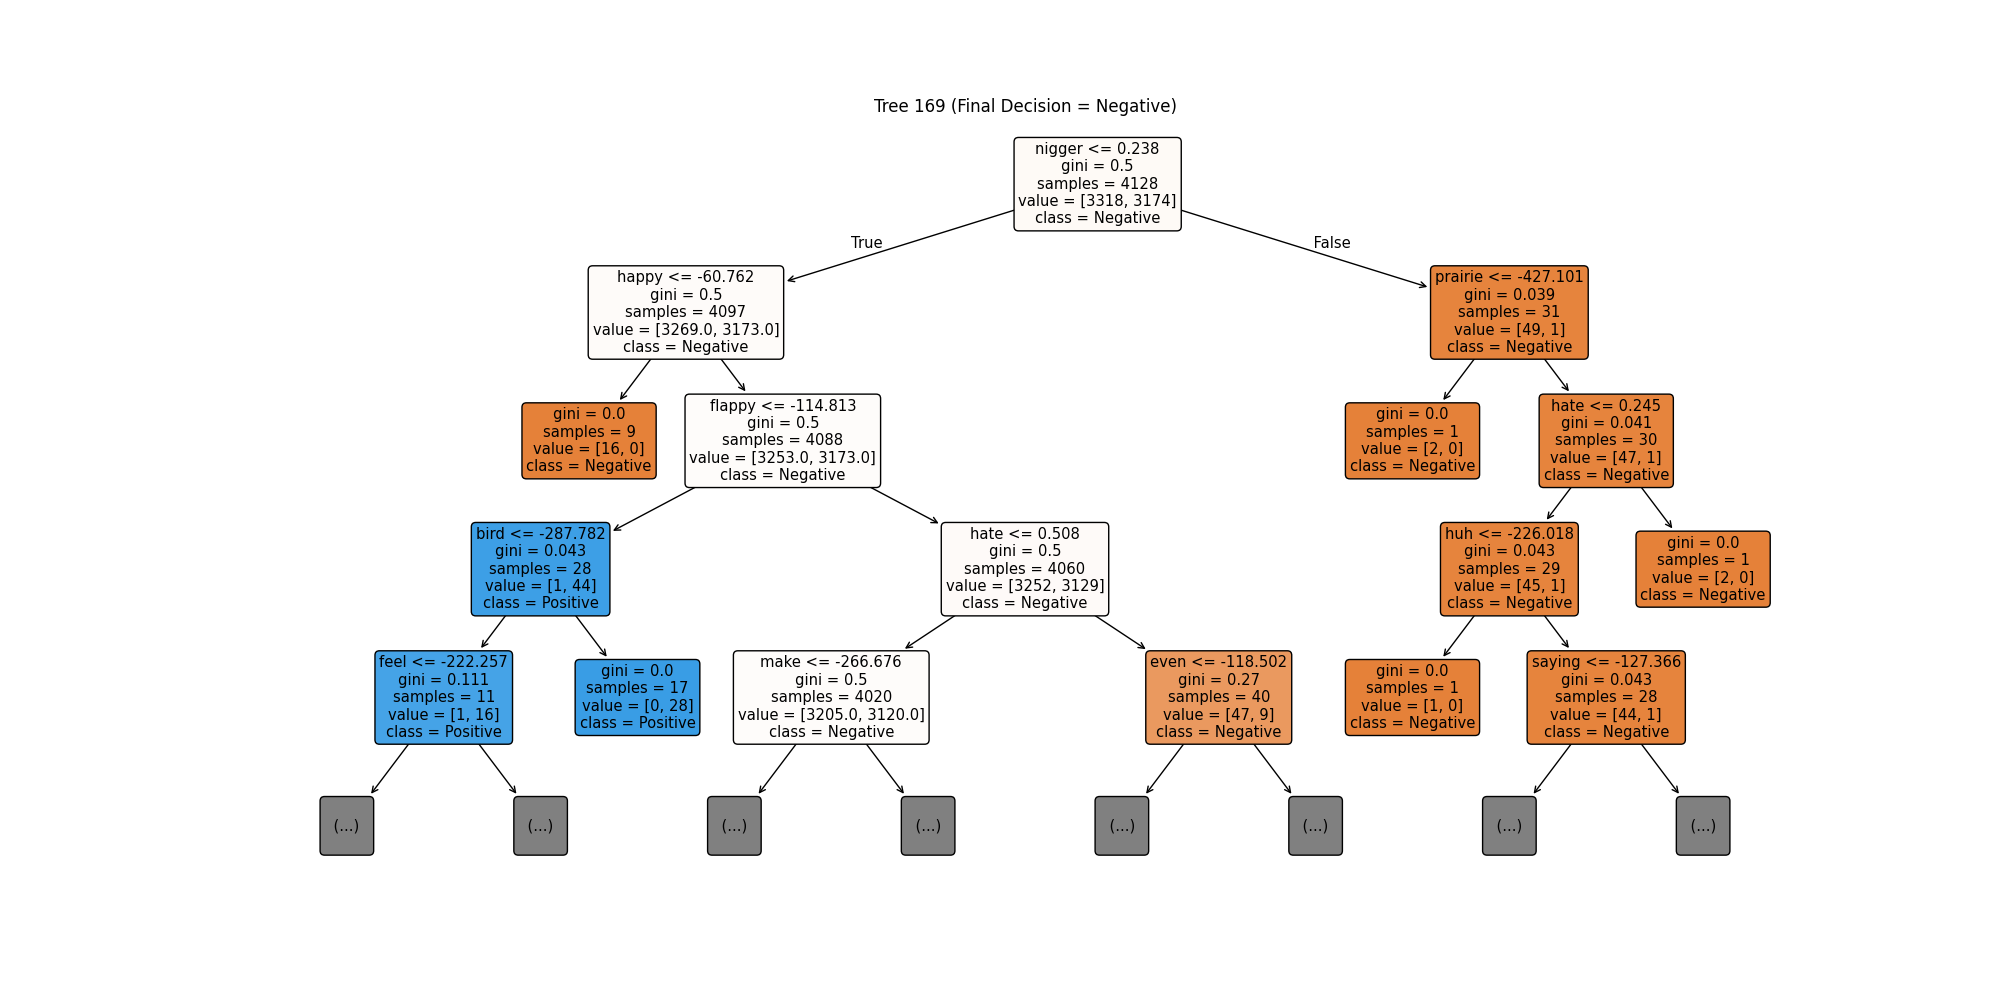 Tree 169 (Final Decision = Negative)
nigger <= 0.238
gini = 0.5
samples = 4128
value = [3318, 3174]
class = Negative
True
False
happy <= -60.762
gini = 0.5
samples = 4097
value = [3269.0, 3173.0]
class = Negative
prairie <= -427.101
gini = 0.039
samples = 31
value = [49, 1]
class = Negative
gini = 0.0
samples = 9
value = [16, 0]
class = Negative
flappy <= -114.813
gini = 0.5
samples = 4088
value = [3253.0, 3173.0]
class = Negative
gini = 0.0
samples = 1
value = [2, 0]
class = Negative
hate <= 0.245
gini = 0.041
samples = 30
value = [47, 1]
class = Negative
bird <= -287.782
gini = 0.043
samples = 28
value = [1, 44]
class = Positive
hate <= 0.508
gini = 0.5
samples = 4060
value = [3252, 3129]
class = Negative
huh <= -226.018
gini = 0.043
samples = 29
value = [45, 1]
class = Negative
gini = 0.0
samples = 1
value = [2, 0]
class = Negative
feel <= -222.257
gini = 0.111
samples = 11
value = [1, 16]
class = Positive
gini = 0.0
samples = 17
value = [0, 28]
class = Positive
make <= -266.676
gini = 0.5
samples = 4020
value = [3205.0, 3120.0]
class = Negative
even <= -118.502
gini = 0.27
samples = 40
value = [47, 9]
class = Negative
gini = 0.0
samples = 1
value = [1, 0]
class = Negative
saying <= -127.366
gini = 0.043
samples = 28
value = [44, 1]
class = Negative
(...)
(...)
(...)
(...)
(...)
(...)
(...)
(...)